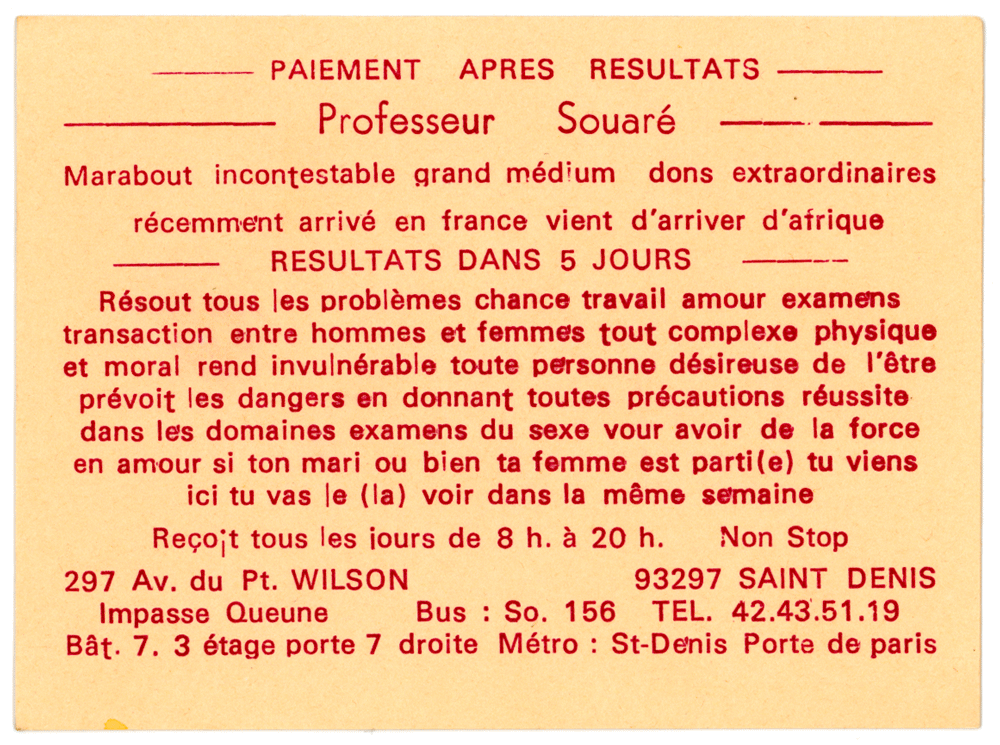 PAIEMENT APRES RESULTATS
Professeur Souaré
Marabout incontestable grand médium dons extraordinaires
récemment arrivé en france vient d'arriver d'afrique
RESULTATS DANS 5 JOURS
Résout tous les problèmes chance travail amour examens
transaction entre hommes et femmes tout complexe physique
et moral rend invulnérable toute personne désireuse de l'être
prévoit les dangers en donnant toutes précautions réussite
dans les domaines examens du sexe vour avoir de la force
en amour si ton mari ou bien ta femme est parti(e) tu viens
ici tu vas le (la) voir dans la même semaine
Reçoit tous les jours de 8 h. à 20 h. Non Stop
297 Av. du Pt. WILSON 93297 SAINT DENIS
Impasse Queune Bus : So. 156 TEL. 42.43.51.19
Bât. 7. 3 étage porte 7 droite Métro : St-Denis Porte de paris